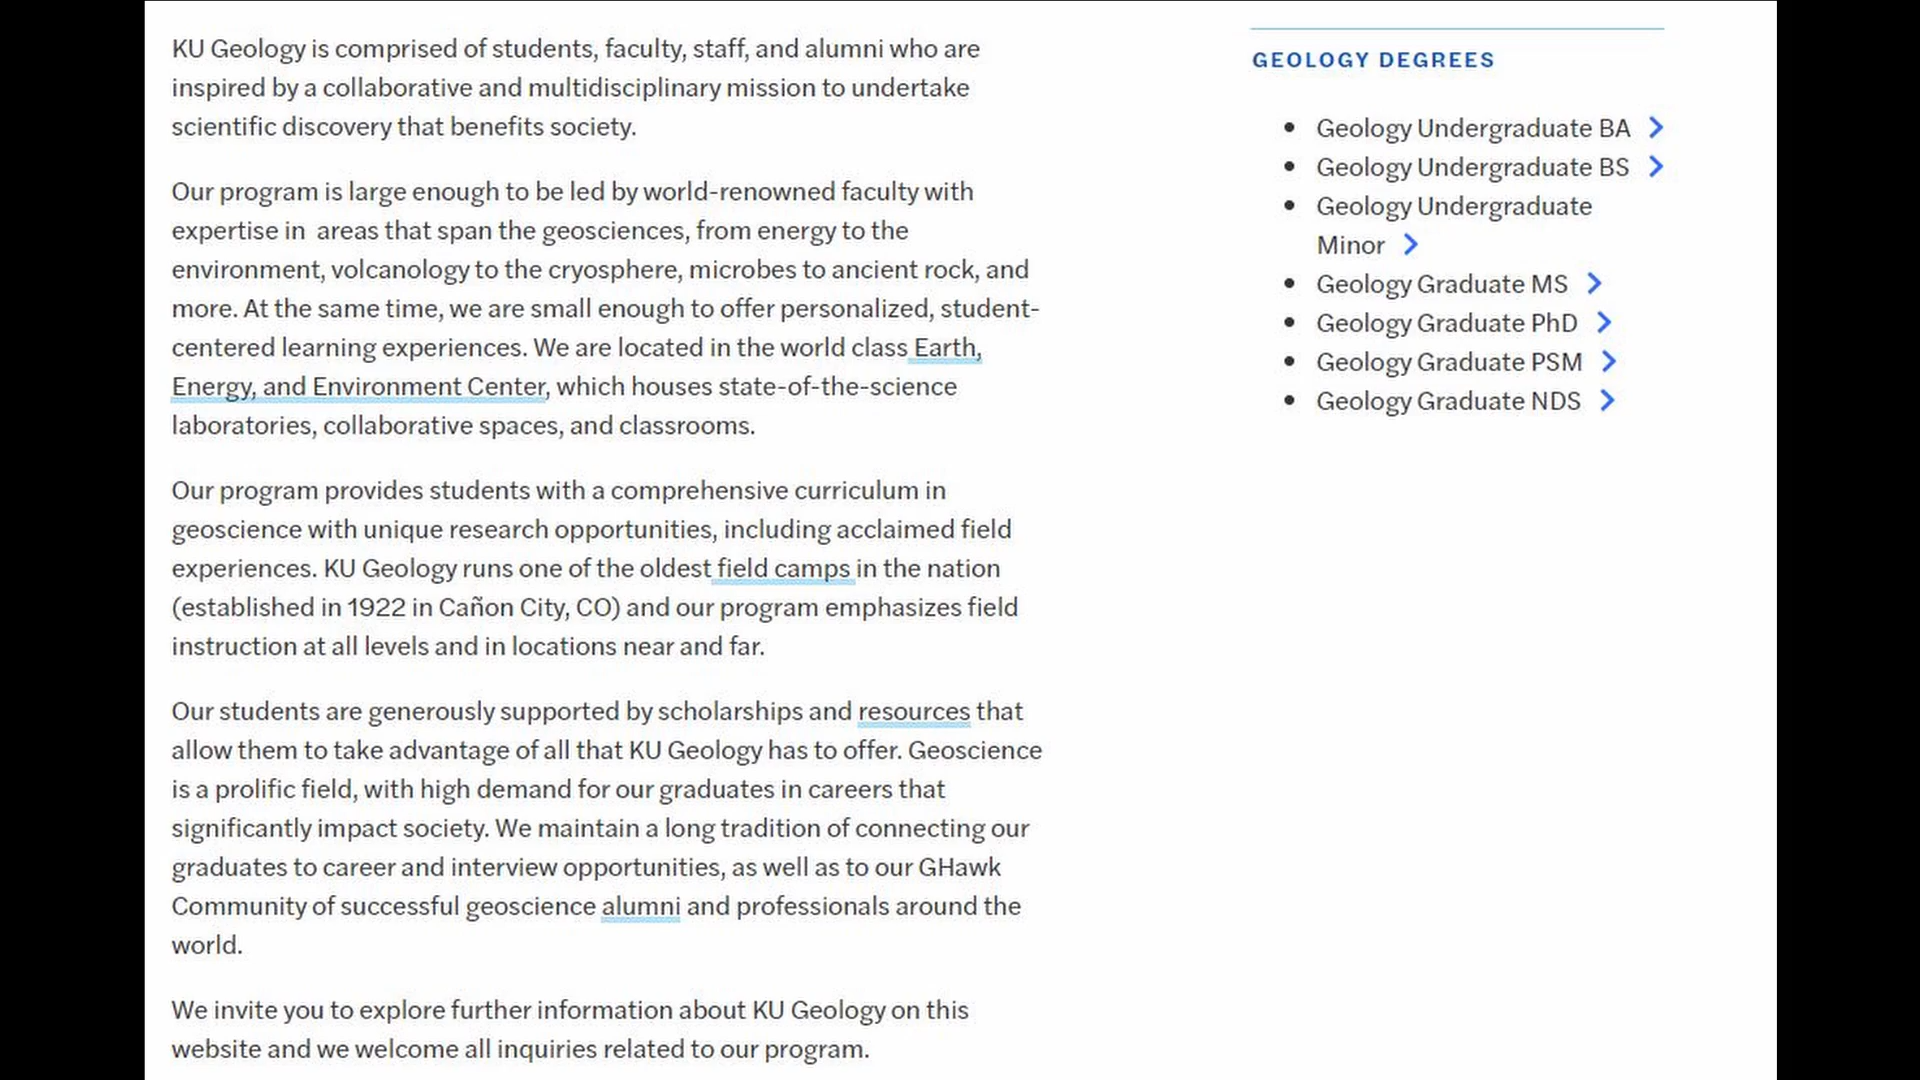 KU Geology is comprised of students, faculty, staff, and alumni who are
inspired by a collaborative and multidisciplinary mission to undertake
scientific discovery that benefits society.
Our program is large enough to be led by world-renowned faculty with
expertise in  areas that span the geosciences, from energy to the
environment, volcanology to the cryosphere, microbes to ancient rock, and
more. At the same time, we are small enough to offer personalized, student-
centered learning experiences. We are located in the world class Earth,
Energy, and Environment Center, which houses state-of-the-science
laboratories, collaborative spaces, and classrooms.
Our program provides students with a comprehensive curriculum in
geoscience with unique research opportunities, including acclaimed field
experiences. KU Geology runs one of the oldest field camps in the nation
(established in 1922 in Cañon City, CO) and our program emphasizes field
instruction at all levels and in locations near and far.
Our students are generously supported by scholarships and resources that
allow them to take advantage of all that KU Geology has to offer. Geoscience
is a prolific field, with high demand for our graduates in careers that
significantly impact society. We maintain a long tradition of connecting our
graduates to career and interview opportunities, as well as to our GHawk
Community of successful geoscience alumni and professionals around the
world.
We invite you to explore further information about KU Geology on this
website and we welcome all inquiries related to our program.
GEOLOGY DEGREES
Geology Undergraduate BA
Geology Undergraduate BS
Geology Undergraduate
Minor
Geology Graduate MS
Geology Graduate PhD
Geology Graduate PSM
Geology Graduate NDS